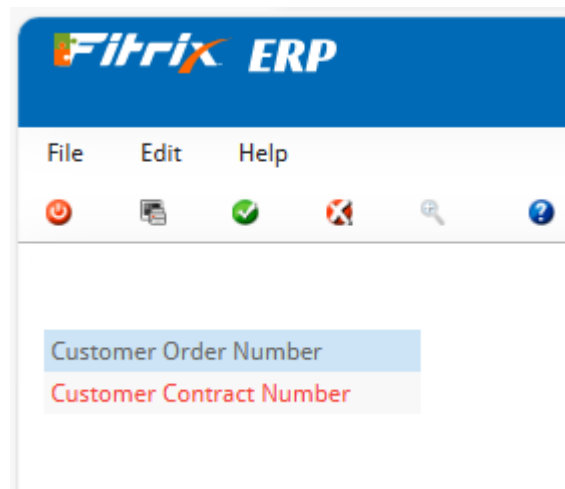 Fitrix ERP
File Edit Help
Customer Order Number
Customer Contract Number